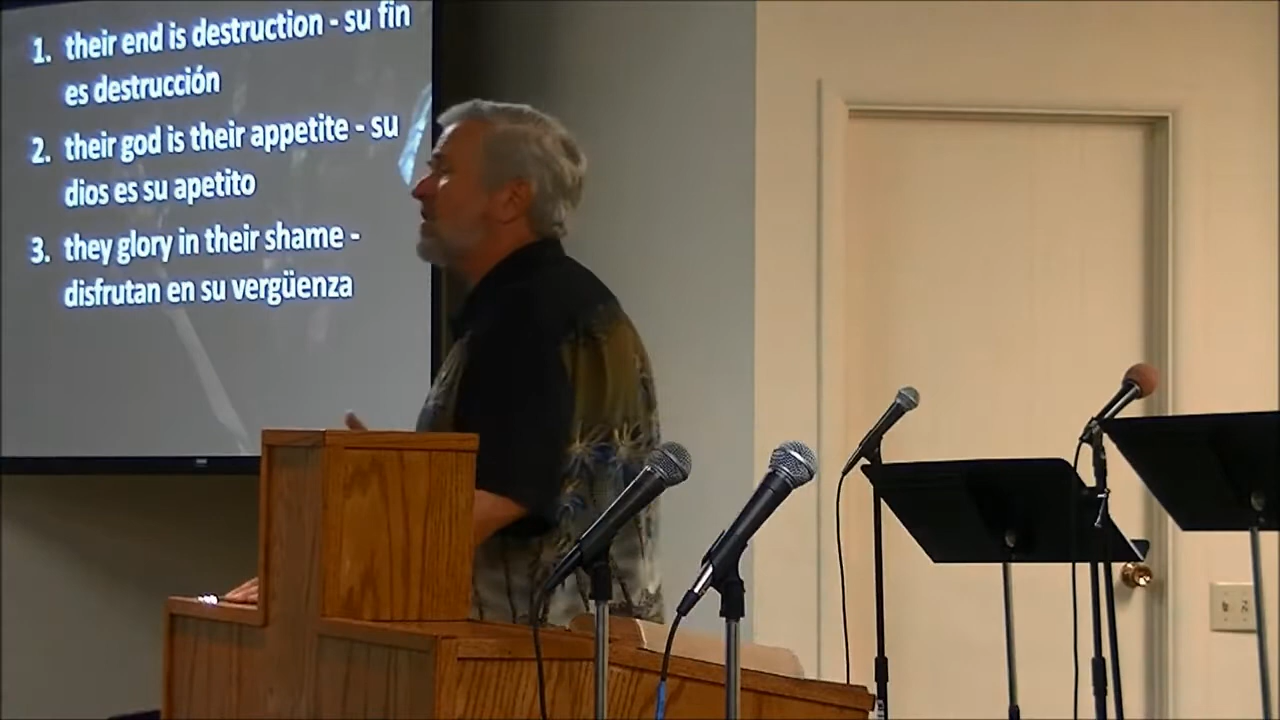 1. their end is destruction - su fin
es destrucción
2. their god is their appetite - su
dios es su apetito
3. they glory in their shame -
disfrutan en su vergüenza